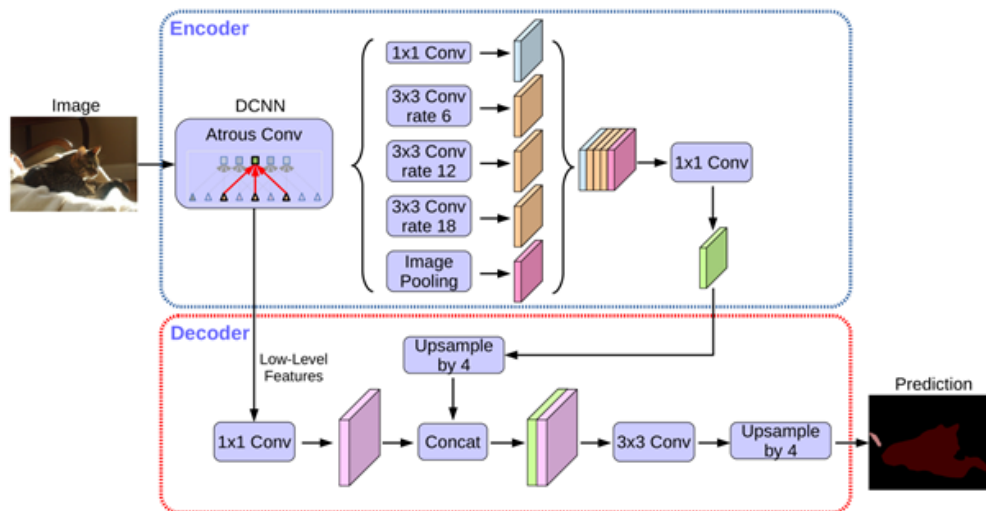 Encoder
Image
DCNN
Atrous Conv
1x1 Conv
3x3 Conv
rate 6
3x3 Conv
rate 12
3x3 Conv
rate 18
Image
Pooling
1x1 Conv
Decoder
Low-Level
Features
Upsample
by 4
1x1 Conv
Concat
3x3 Conv
Upsample
by 4
Prediction